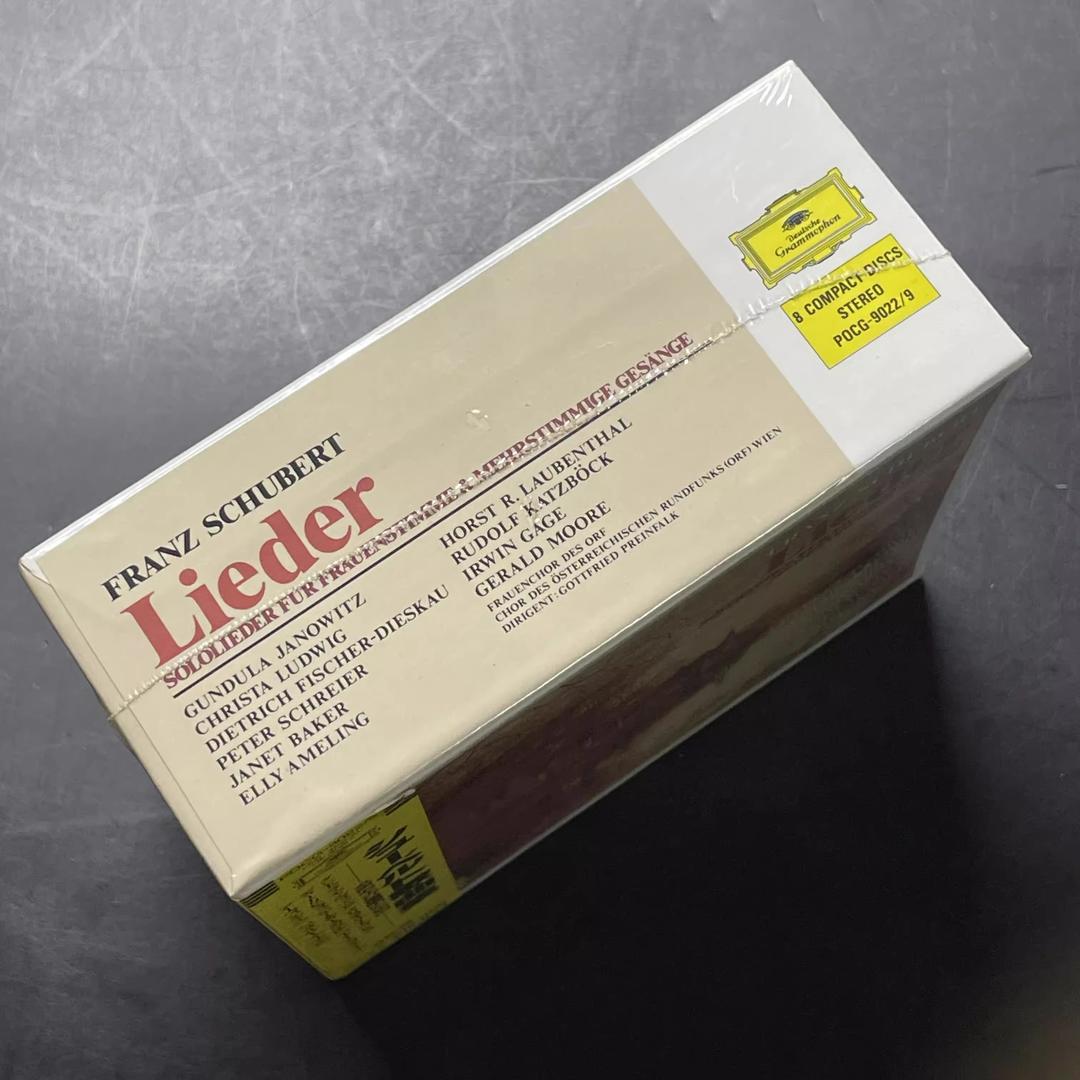 FRANZ SCHUBERT
Lieder
SOLOLIEDER FÜR FRAUENSTIMME & MEHRSTIMMIGE GESÄNGE
GUNDULA JANOWITZ
CHRISTA LUDWIG
DIETRICH FISCHER-DIESKAU
PETER SCHREIER
JANET BAKER
ELLY AMELING
HORST R. LAUBENTHAL
RUDOLF KATZBÖCK
IRWIN GAGE
GERALD MOORE
FRAUENCHOR DES ORF
CHOR DES ÖSTERREICHISCHEN RUNDFUNKS (ORF) WIEN
DIRIGENT: GOTTFRIED PREINFALK
Deutsche
Grammophon
8 COMPACT DISCS
STEREO
POCG-9022/9